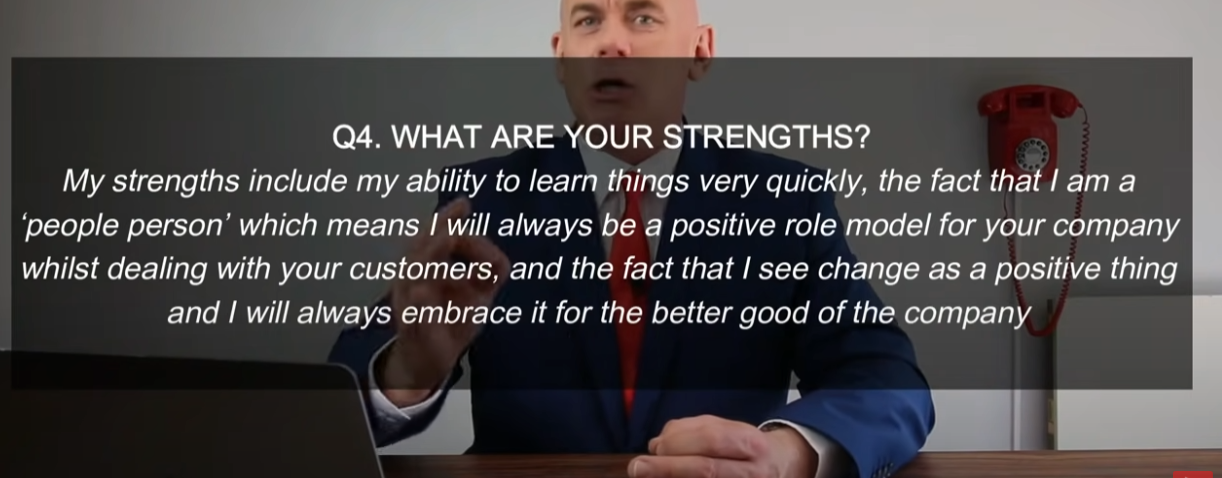 Q4. WHAT ARE YOUR STRENGTHS?
My strengths include my ability to learn things very quickly, the fact that I am a
‘people person’ which means I will always be a positive role model for your company
whilst dealing with your customers, and the fact that I see change as a positive thing
and I will always embrace it for the better good of the company